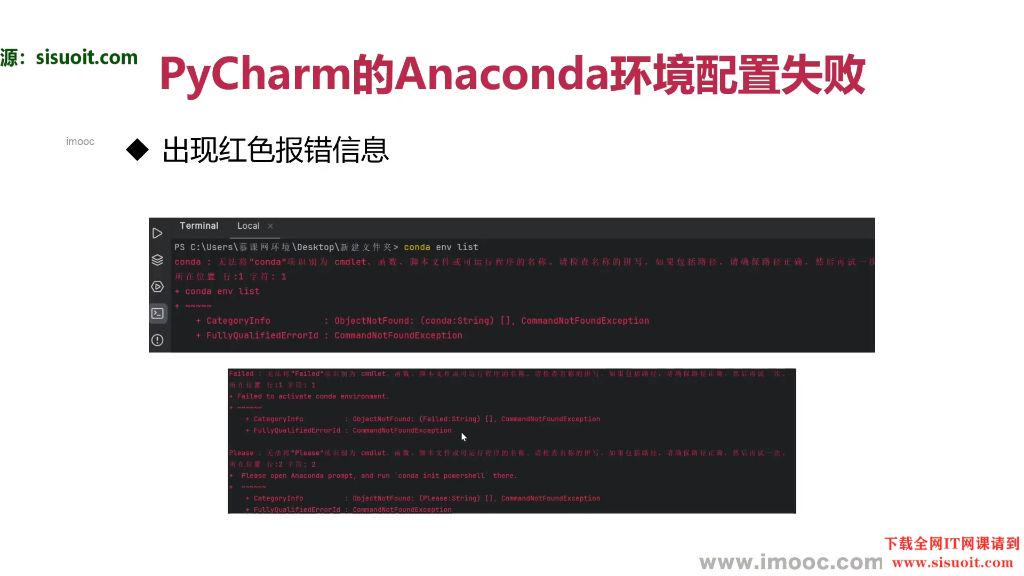 源：sisuoit.com
PyCharm的Anaconda环境配置失败
imooc
◆ 出现红色报错信息
Terminal Local ×
PS C:\Users\慕课网环境\Desktop\新建文件夹> conda env list
conda : 无法将"conda"项识别为 cmdlet、函数、脚本文件或可运行程序的名称。请检查名称的拼写，如果包括路径，请确保路径正确，然后再试一次
所在位置 行:1 字符: 1
+ conda env list
+ ~~~~~
+ CategoryInfo : ObjectNotFound: (conda:String) [], CommandNotFoundException
+ FullyQualifiedErrorId : CommandNotFoundException
Failed : 无法将"Failed"项识别为 cmdlet、函数、脚本文件或可运行程序的名称。请检查名称的拼写，如果包括路径，请确保路径正确，然后再试一次。
所在位置 行:1 字符: 1
+ Failed to activate conda environment.
+ ~~~~~~
+ CategoryInfo : ObjectNotFound: (Failed:String) [], CommandNotFoundException
+ FullyQualifiedErrorId : CommandNotFoundException
Please : 无法将"Please"项识别为 cmdlet、函数、脚本文件或可运行程序的名称。请检查名称的拼写，如果包括路径，请确保路径正确，然后再试一次。
所在位置 行:2 字符: 2
+  Please open Anaconda prompt, and run `conda init powershell` there.
+  ~~~~~~
+ CategoryInfo : ObjectNotFound: (Please:String) [], CommandNotFoundException
+ FullyQualifiedErrorId : CommandNotFoundException
www.imooc.com
下载全网IT网课请到
www.sisuoit.com